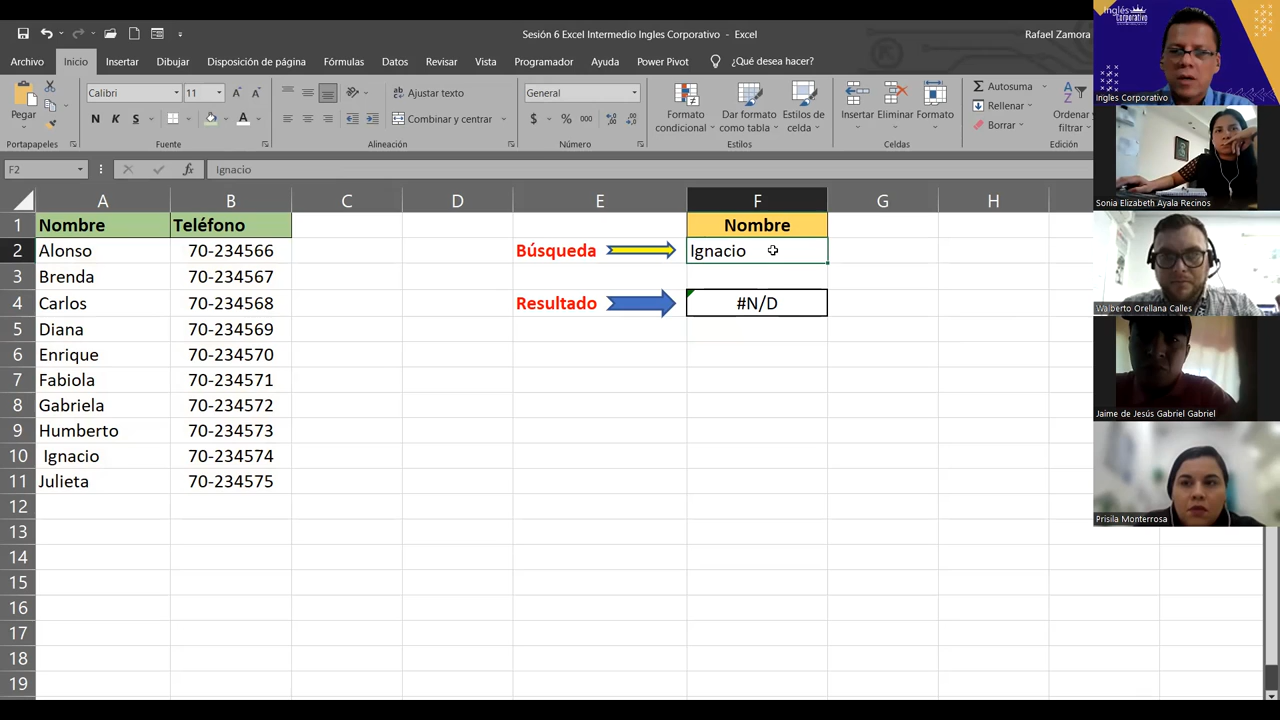 Sesión 6 Excel Intermedio Ingles Corporativo - Excel
Rafael Zamora
Archivo Inicio Insertar Dibujar Disposición de página Fórmulas Datos Revisar Vista Programador Ayuda Power Pivot ¿Qué desea hacer?
Pegar
Portapapeles
Calibri 11
N K S
Fuente
Ajustar texto
Combinar y centrar
Alineación
General
$ % 000
Número
Formato condicional
Dar formato como tabla
Estilos de celda
Estilos
Insertar Eliminar Formato
Celdas
Autosuma
Rellenar
Borrar
Ordenar y filtrar
Edición
F2 fx Ignacio
A B C D E F G H
1 Nombre Teléfono Nombre
2 Alonso 70-234566 Búsqueda Ignacio
3 Brenda 70-234567
4 Carlos 70-234568 Resultado #N/D
5 Diana 70-234569
6 Enrique 70-234570
7 Fabiola 70-234571
8 Gabriela 70-234572
9 Humberto 70-234573
10 Ignacio 70-234574
11 Julieta 70-234575
12
13
14
15
16
17
18
19
Inglés Corporativo
Ingles Corporativo
Sonia Elizabeth Ayala Recinos
Walberto Orellana Calles
Jaime de Jesús Gabriel Gabriel
Prisila Monterrosa